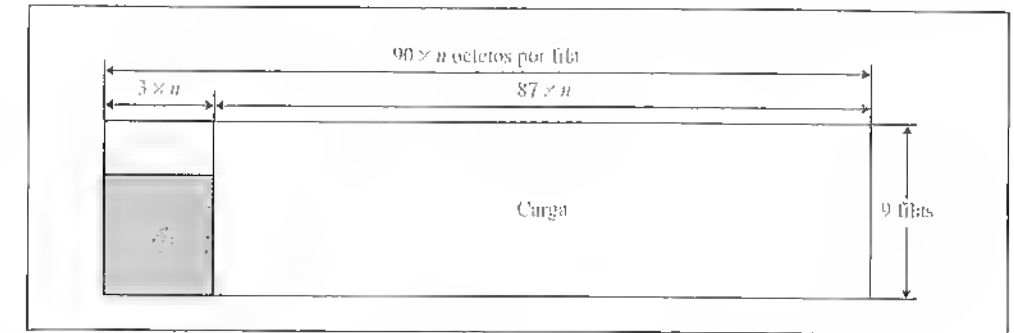 90 × n octetos por fila
3 × n
87 × n
Carga
9 filas